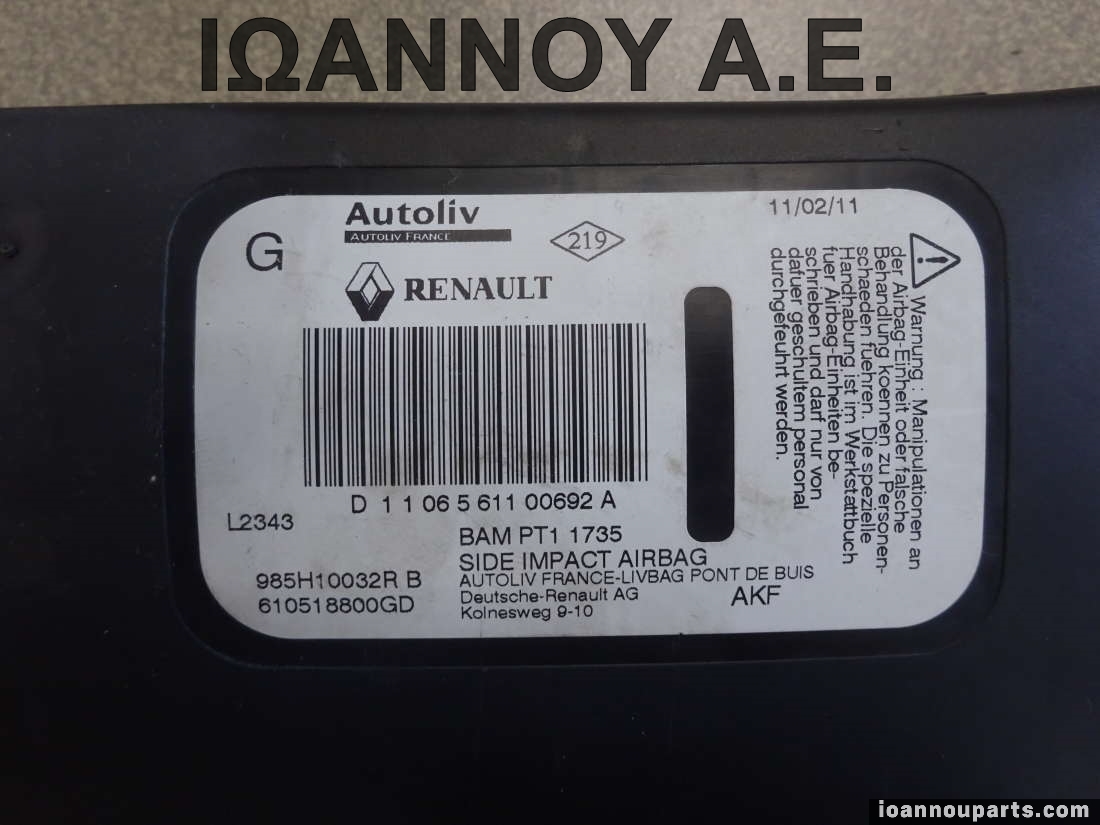 ΙΩΑΝΝΟΥ Α.Ε.
G
Autoliv
AUTOLIV FRANCE
219
11/02/11
RENAULT
D 1 1 06 5 611 00692 A
L2343
BAM PT1 1735
SIDE IMPACT AIRBAG
985H10032R B
AUTOLIV FRANCE-LIVBAG PONT DE BUIS
610518800GD
Deutsche-Renault AG
AKF
Kolnesweg 9-10
Warnung : Manipulationen an
der Airbag-Einheit oder falsche
Behandlung koennen zu Personen-
schaeden fuehren. Die spezielle
Handhabung ist im Werkstattbuch
fuer Airbag-Einheiten be-
schrieben und darf nur von
dafuer geschultem personal
durchgefeuhrt werden.
ioannouparts.com